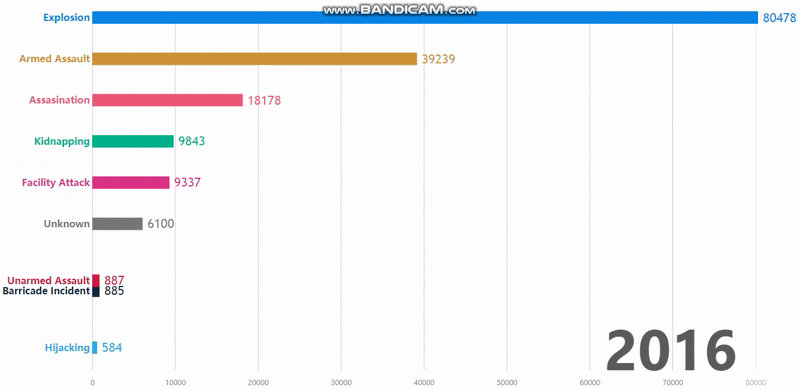 www.BANDICAM.com
Explosion 80478
Armed Assault 39239
Assasination 18178
Kidnapping 9843
Facility Attack 9337
Unknown 6100
Unarmed Assault 887
Barricade Incident 885
Hijacking 584
2016
0 10000 20000 30000 40000 50000 60000 70000 80000